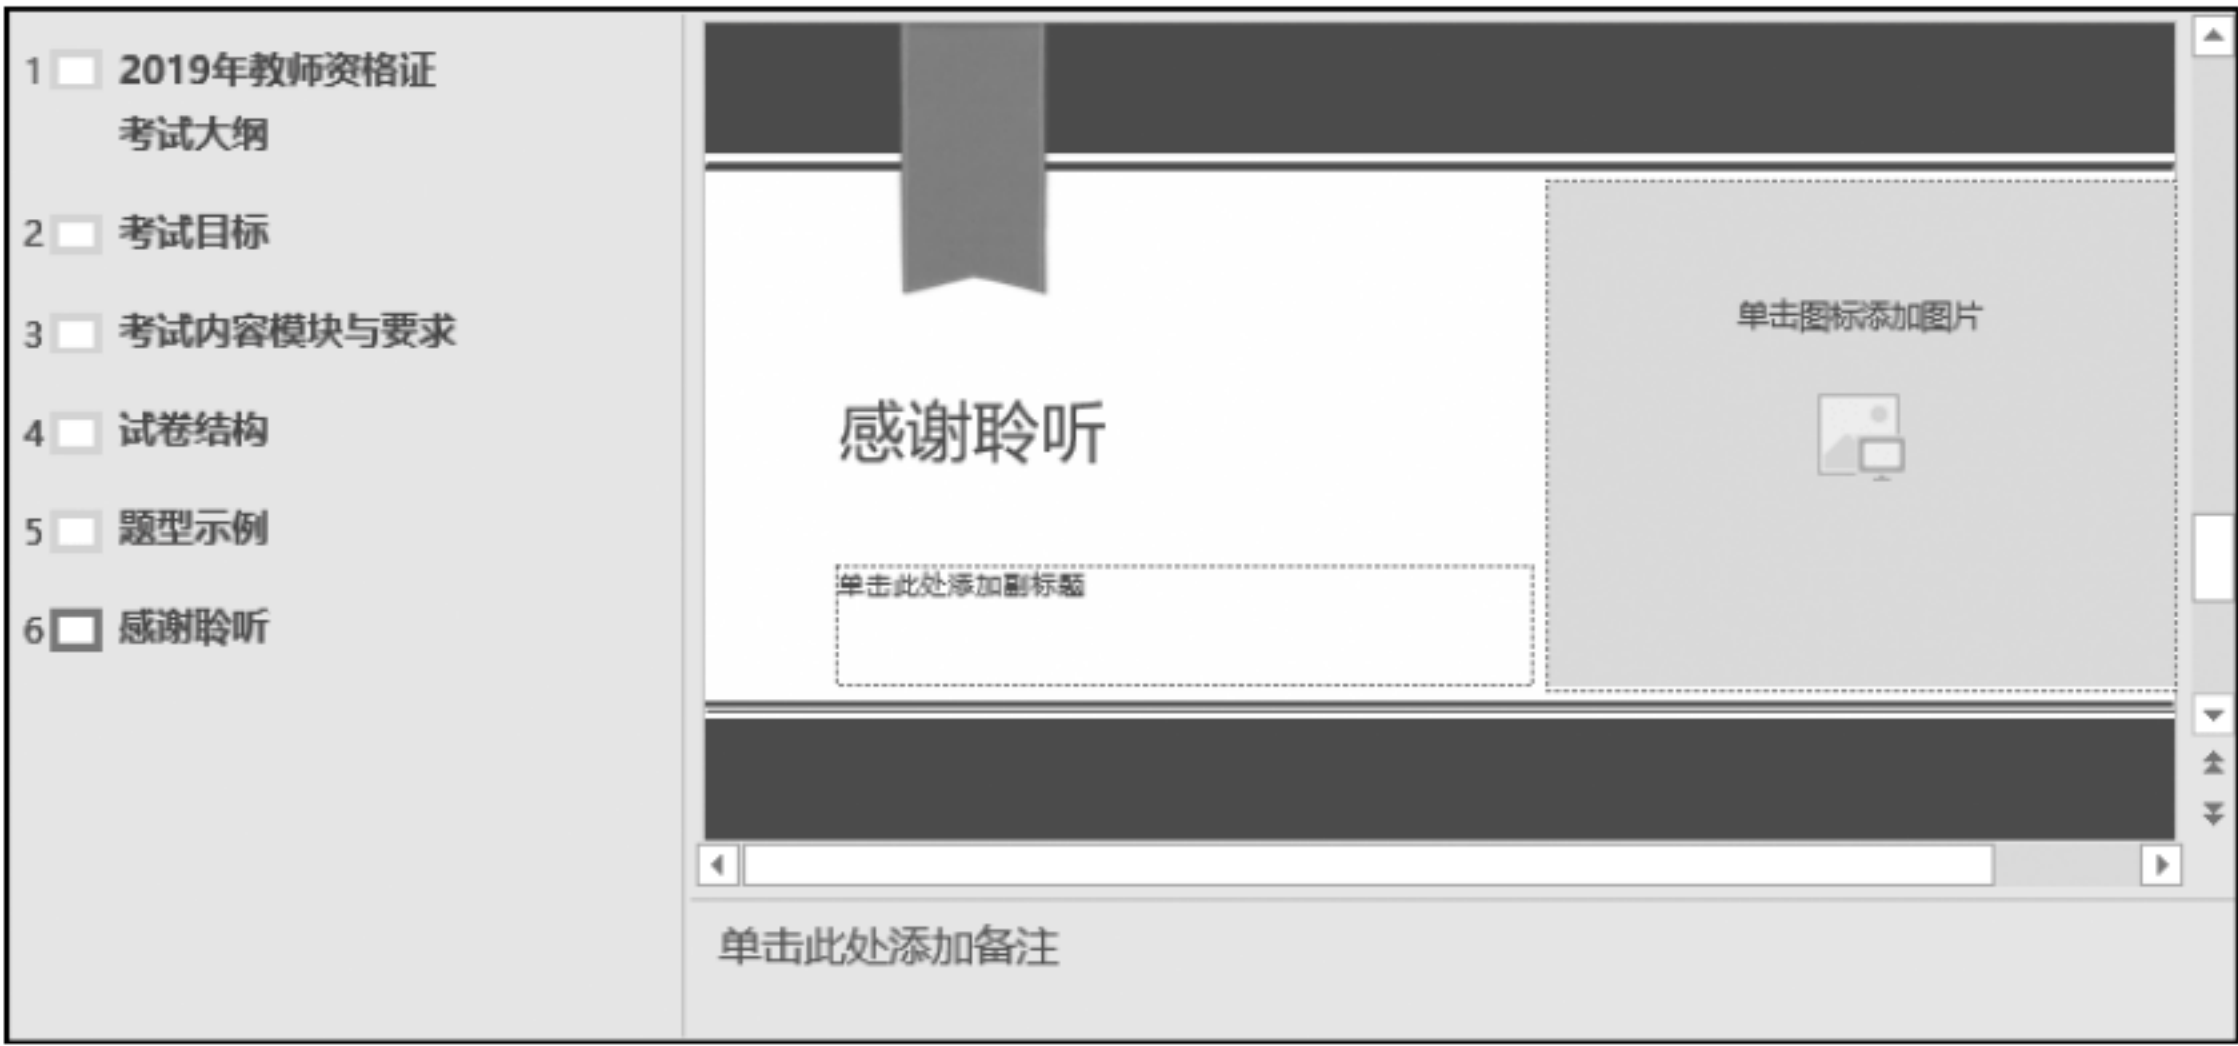 1 2019年教师资格证
考试大纲
2 考试目标
3 考试内容模块与要求
4 试卷结构
5 题型示例
6 感谢聆听
感谢聆听
单击此处添加副标题
单击图标添加图片
单击此处添加备注